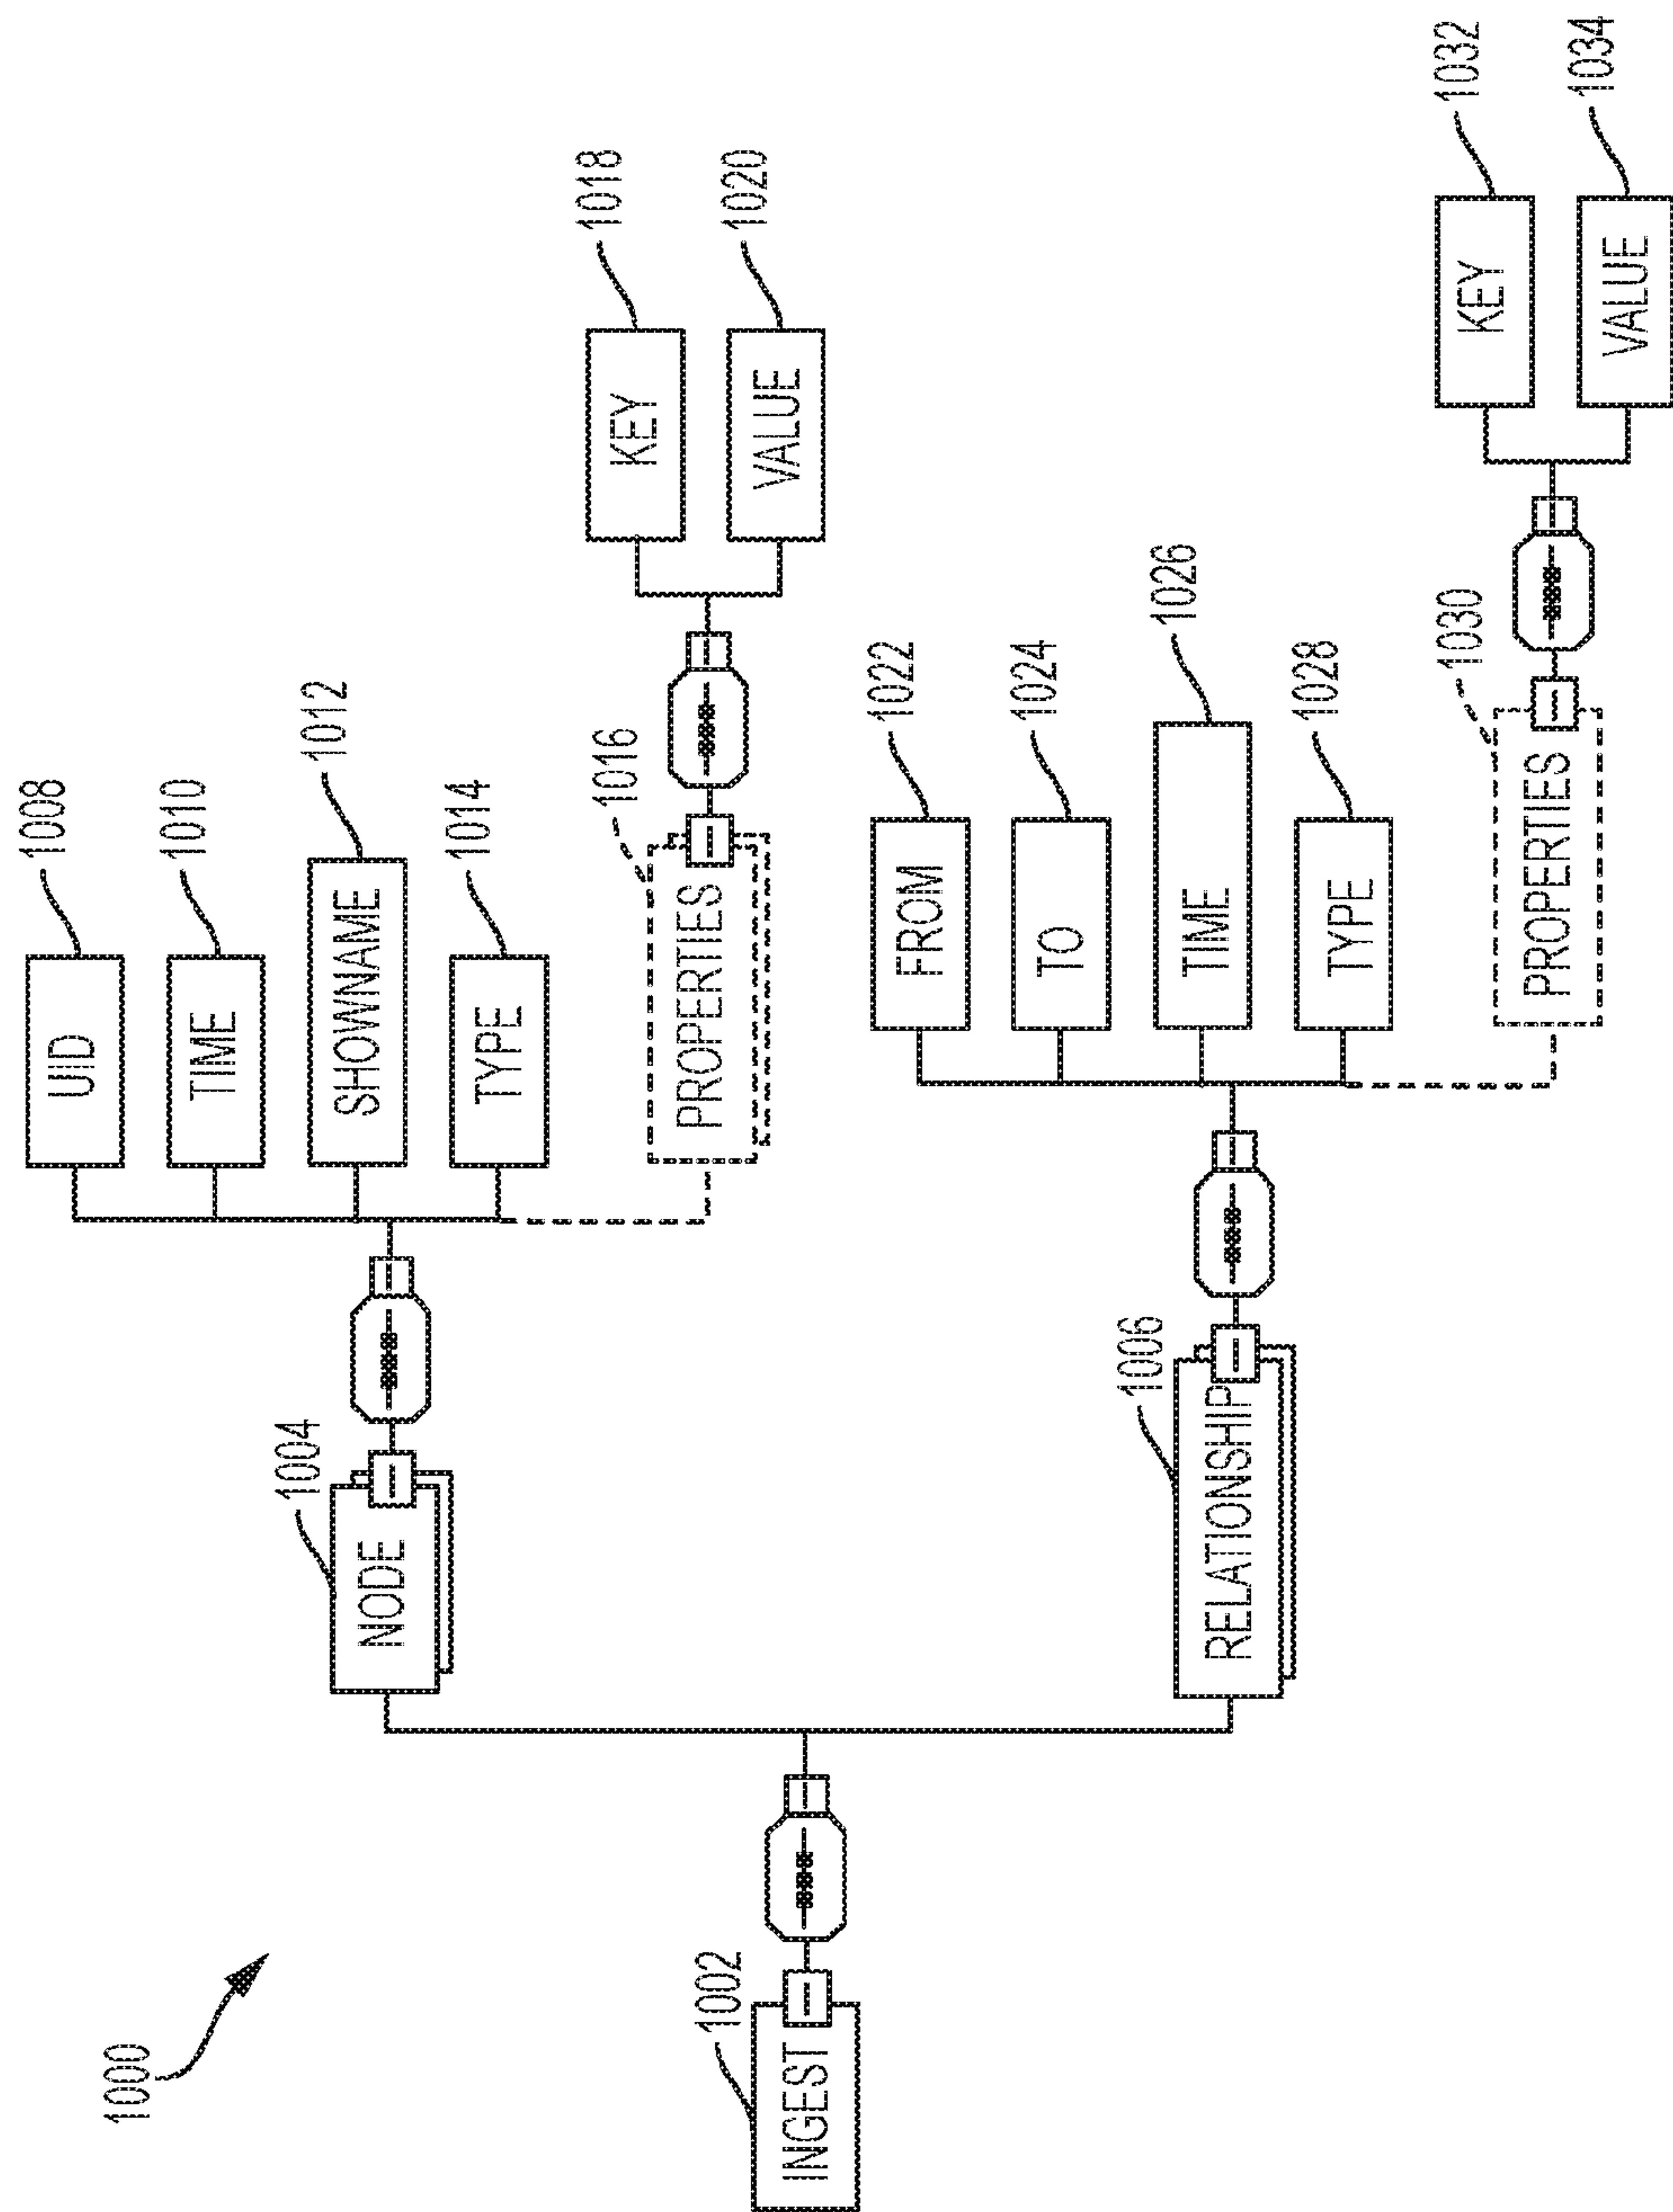 1000
INGEST
1002
NODE
1004
RELATIONSHIP
1006
UID
1008
TIME
1010
SHOWNAME
1012
TYPE
1014
PROPERTIES
1016
KEY
1018
VALUE
1020
FROM
1022
TO
1024
TIME
1026
TYPE
1028
PROPERTIES
1030
KEY
1032
VALUE
1034